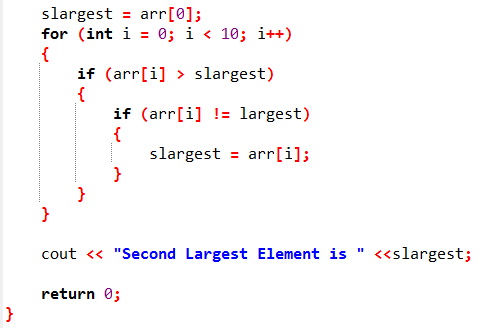 slargest = arr[0];
for (int i = 0; i < 10; i++)
{
if (arr[i] > slargest)
{
if (arr[i] != largest)
{
slargest = arr[i];
}
}
}
cout << "Second Largest Element is " <<slargest;
return 0;
}